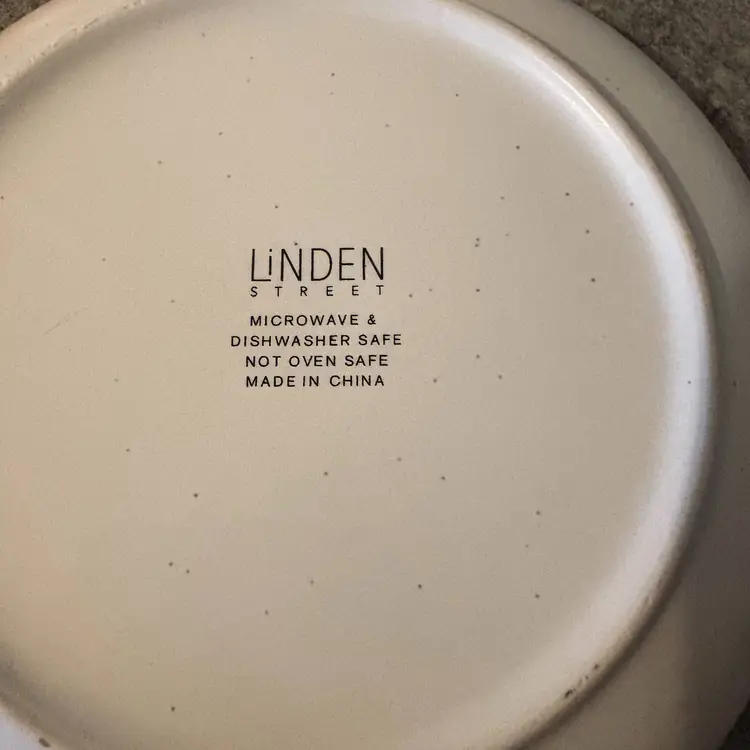 LiNDEN
STREET
MICROWAVE &
DISHWASHER SAFE
NOT OVEN SAFE
MADE IN CHINA